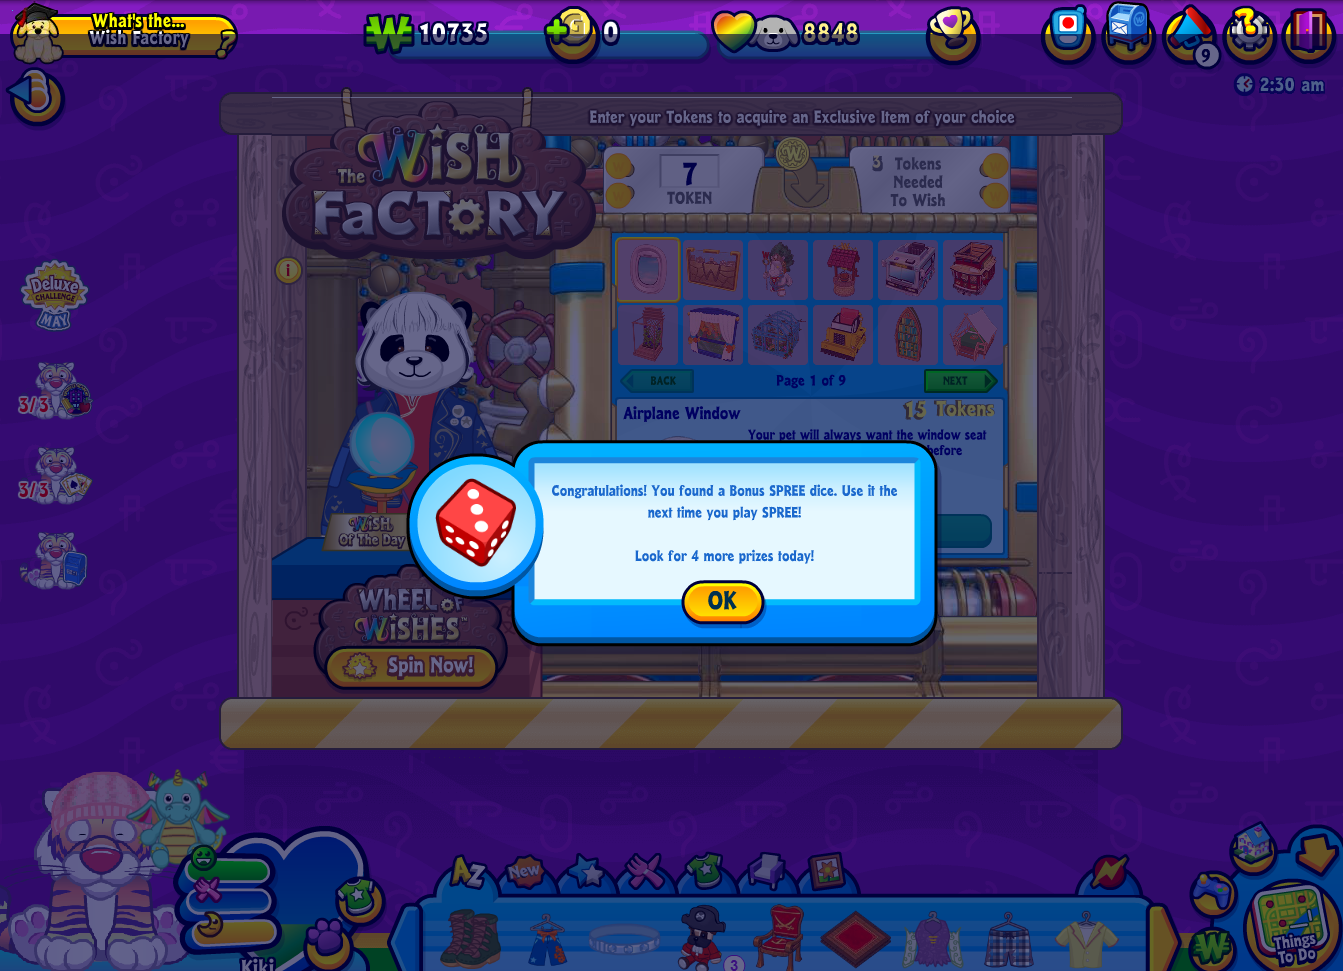 What's the...
Wish Factory
10735
0
8848
9
2:30 am
Enter your Tokens to acquire an Exclusive Item of your choice
The
WiSH
FaCToRY
7
TOKEN
3 Tokens
Needed
To Wish
Deluxe
CHALLENGE
MAY
i
3/3
3/3
BACK
Page 1 of 9
NEXT
Airplane Window
15 Tokens
Your pet will always want the window seat
before
Congratulations! You found a Bonus SPREE dice. Use it the
next time you play SPREE!
Look for 4 more prizes today!
OK
WiSH
Of The Day
WHEEL OF
WiSHES™
Spin Now!
AZ
New
Kiki
3
Things
To Do